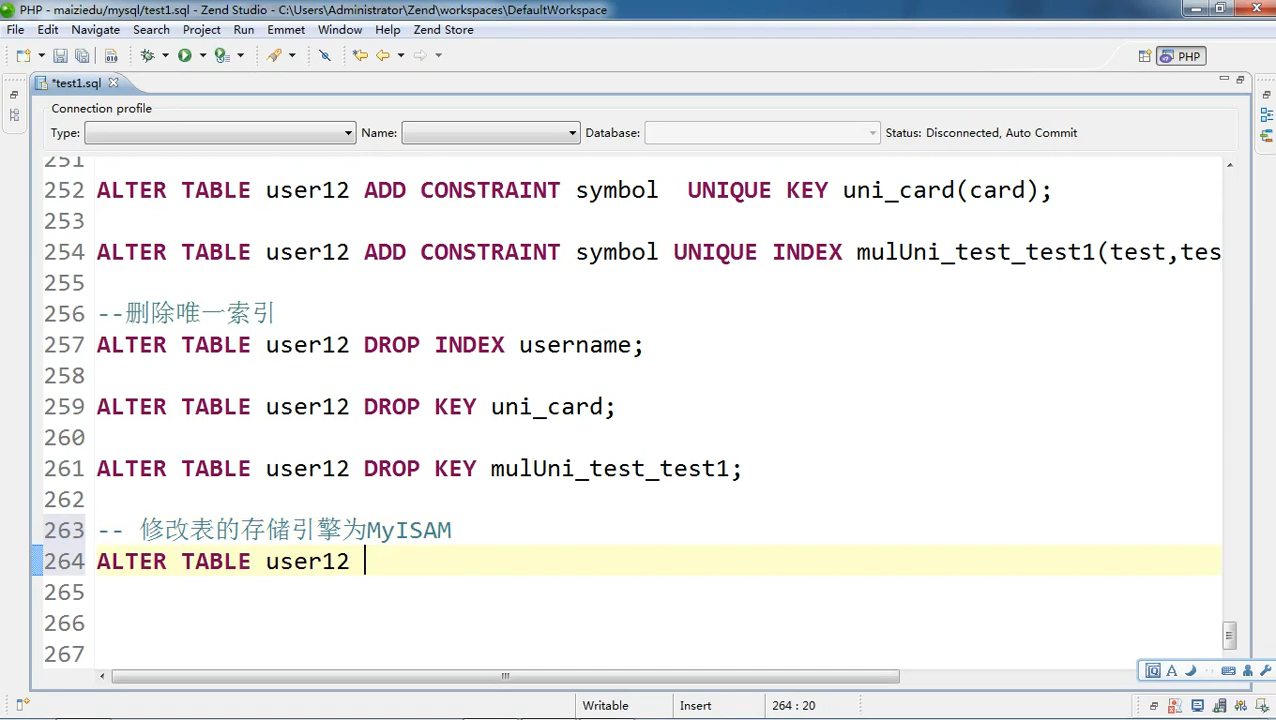 PHP - maiziedu/mysql/test1.sql - Zend Studio - C:\Users\Administrator\Zend\workspaces\DefaultWorkspace
File Edit Navigate Search Project Run Emmet Window Help Zend Store
PHP
*test1.sql
Connection profile
Type: Name: Database: Status: Disconnected, Auto Commit
251
252 ALTER TABLE user12 ADD CONSTRAINT symbol  UNIQUE KEY uni_card(card);
253
254 ALTER TABLE user12 ADD CONSTRAINT symbol UNIQUE INDEX mulUni_test_test1(test,tes
255
256 --删除唯一索引
257 ALTER TABLE user12 DROP INDEX username;
258
259 ALTER TABLE user12 DROP KEY uni_card;
260
261 ALTER TABLE user12 DROP KEY mulUni_test_test1;
262
263 -- 修改表的存储引擎为MyISAM
264 ALTER TABLE user12
265
266
267
Writable Insert 264 : 20